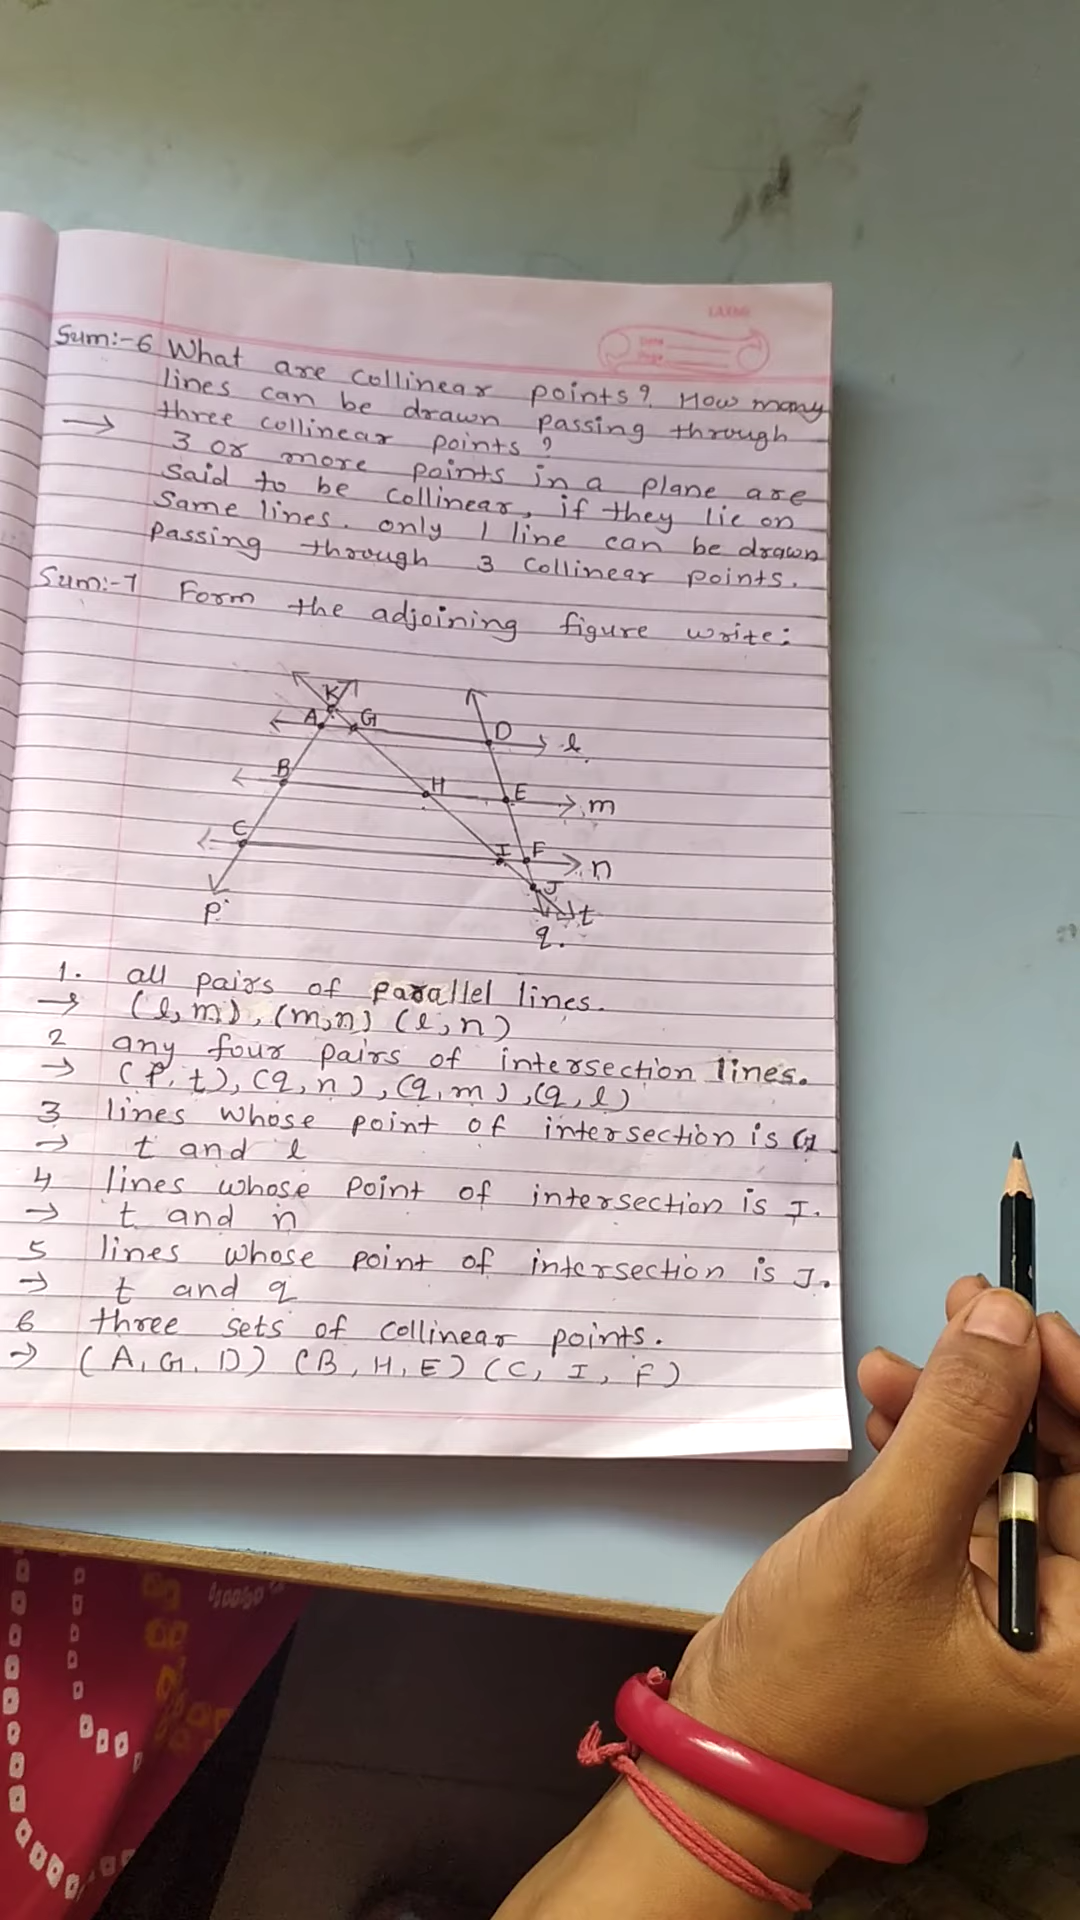 LAXMI
Date
Page
Sum:-6 What are collinear points? How many
lines can be drawn passing through
three collinear points?
→ 3 or more points in a plane are
said to be collinear, if they lie on
same lines. only 1 line can be drawn
passing through 3 collinear points.
Sum:-7 Form the adjoining figure write:
K
A G D l
B H E m
C I F n
J
p q. t
1. all pairs of parallel lines.
→ (l,m), (m,n) (l,n)
2 any four pairs of intersection lines.
→ (P,t), (q,n), (q,m), (q,l)
3 lines whose point of intersection is G
→ t and l
4 lines whose point of intersection is I.
→ t and n
5 lines whose point of intersection is J.
→ t and q
6 three sets of collinear points.
→ (A, G, D) (B, H, E) (C, I, F)